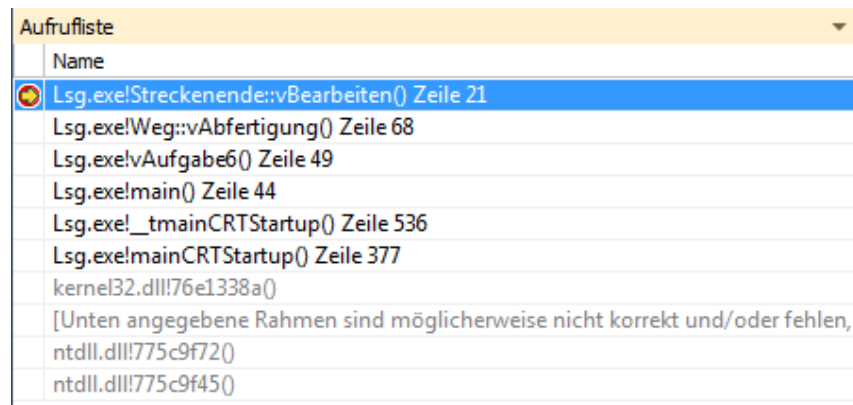 Aufrufliste
Name
Lsg.exe!Streckenende::vBearbeiten() Zeile 21
Lsg.exe!Weg::vAbfertigung() Zeile 68
Lsg.exe!vAufgabe6() Zeile 49
Lsg.exe!main() Zeile 44
Lsg.exe!__tmainCRTStartup() Zeile 536
Lsg.exe!mainCRTStartup() Zeile 377
kernel32.dll!76e1338a()
[Unten angegebene Rahmen sind möglicherweise nicht korrekt und/oder fehlen,
ntdll.dll!775c9f72()
ntdll.dll!775c9f45()